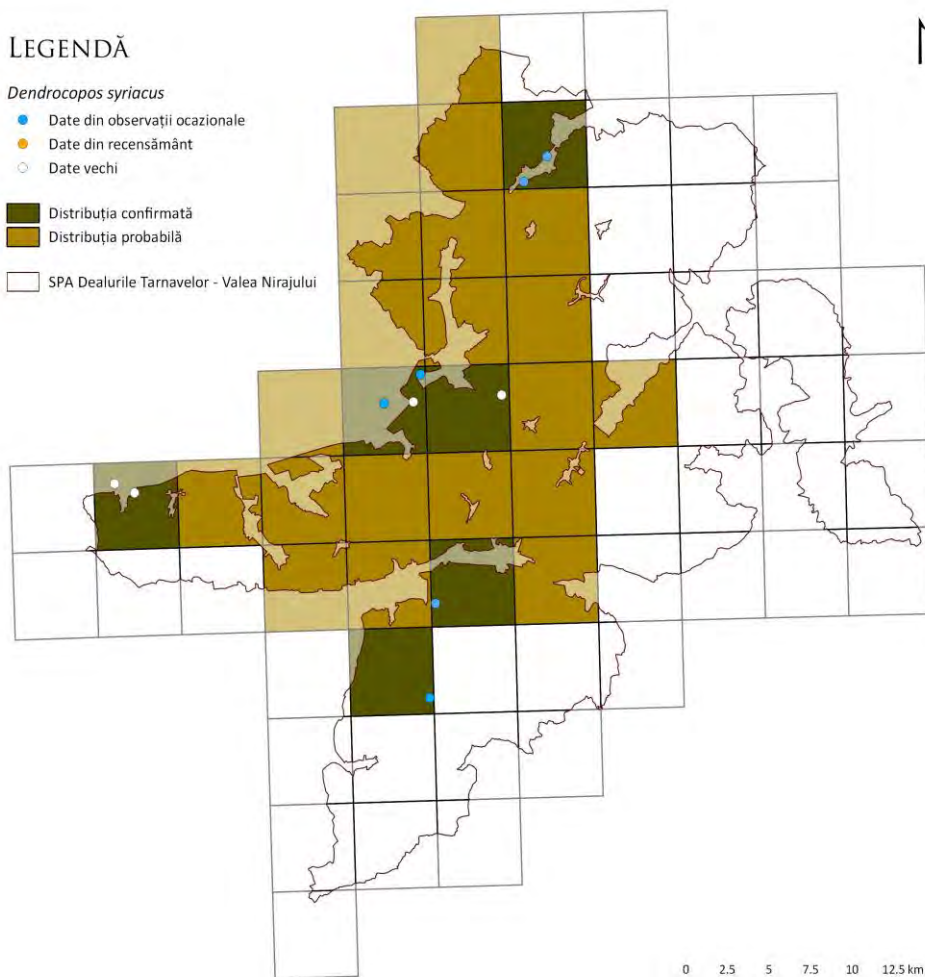 LEGENDĂ
Dendrocopos syriacus
Date din observații ocazionale
Date din recensământ
Date vechi
Distribuția confirmată
Distribuția probabilă
SPA Dealurile Tarnavelor - Valea Nirajului
0 2.5 5 7.5 10 12.5 km